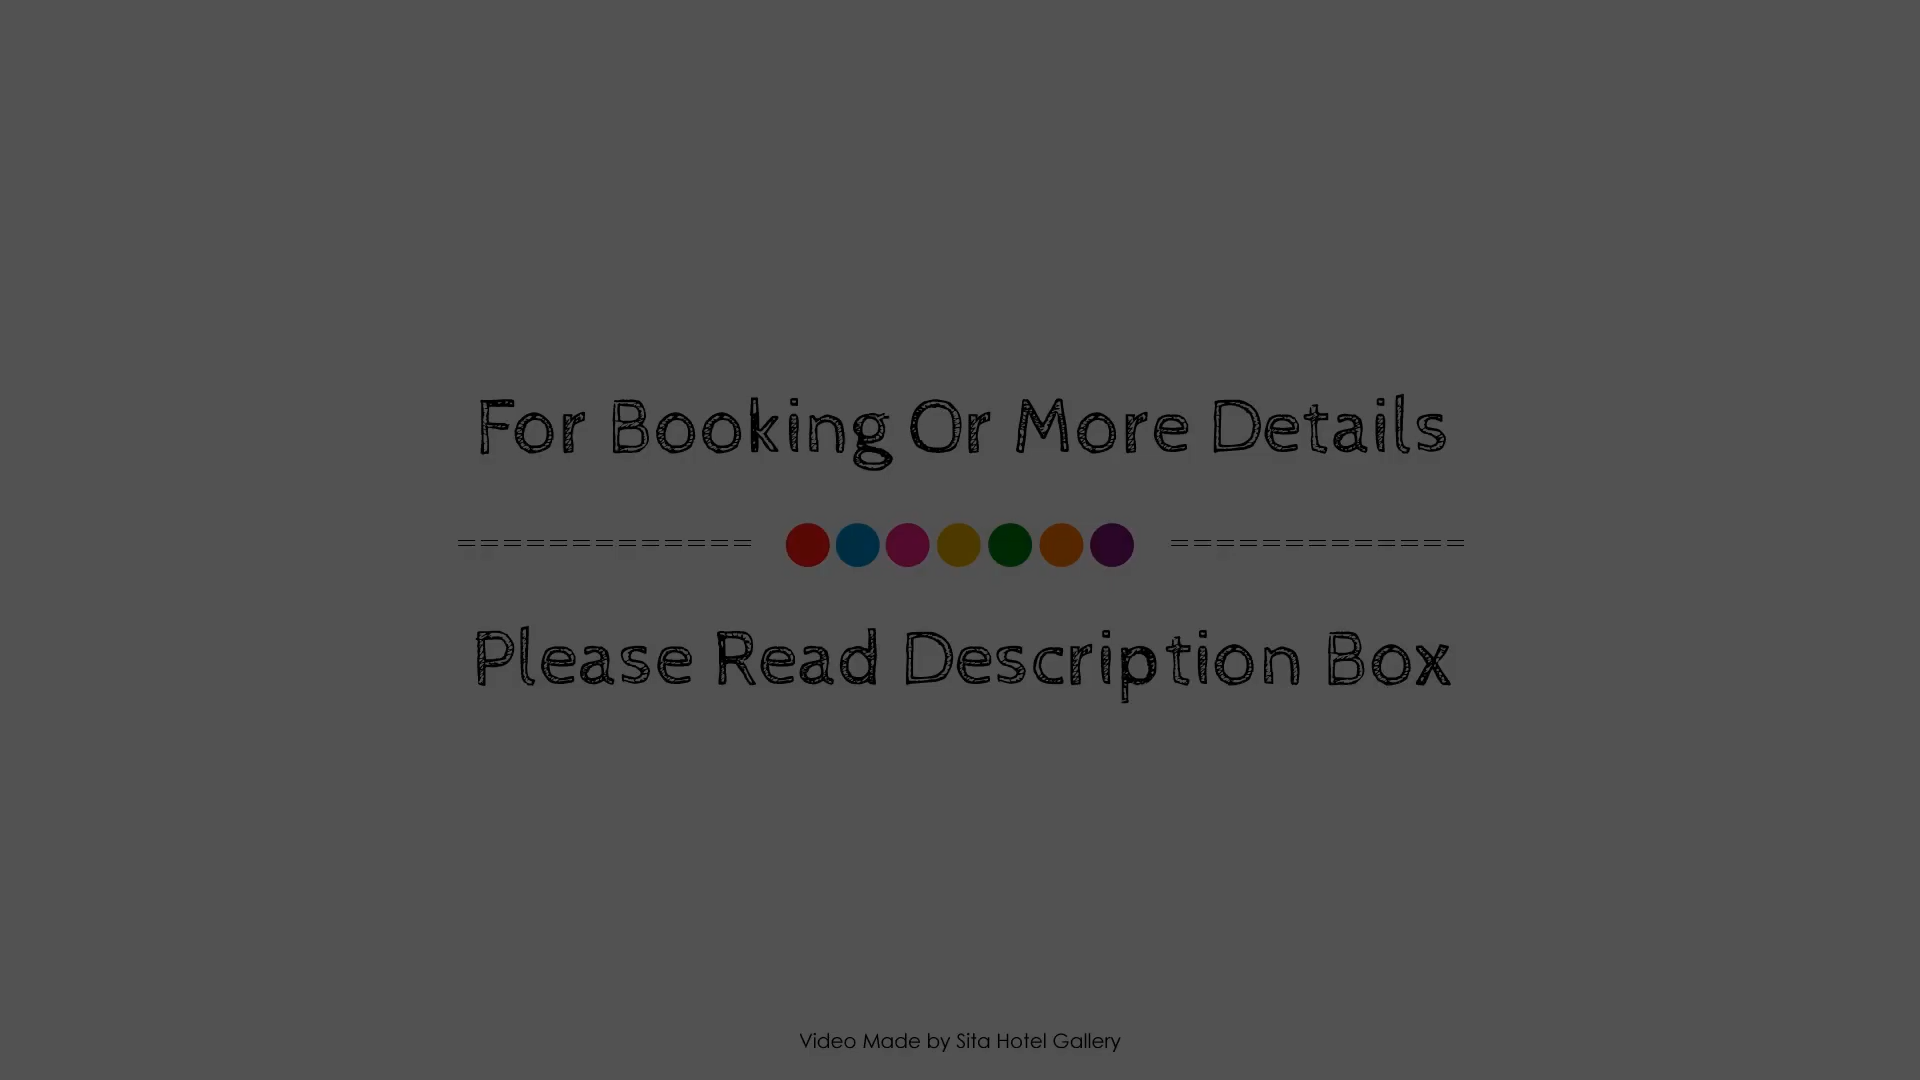 For Booking Or More Details
============= =============
Please Read Description Box
Video Made by Sita Hotel Gallery